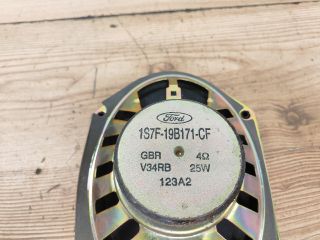 Ford
1S7F-19B171-CF
GBR 4Ω
V34RB 25W
123A2